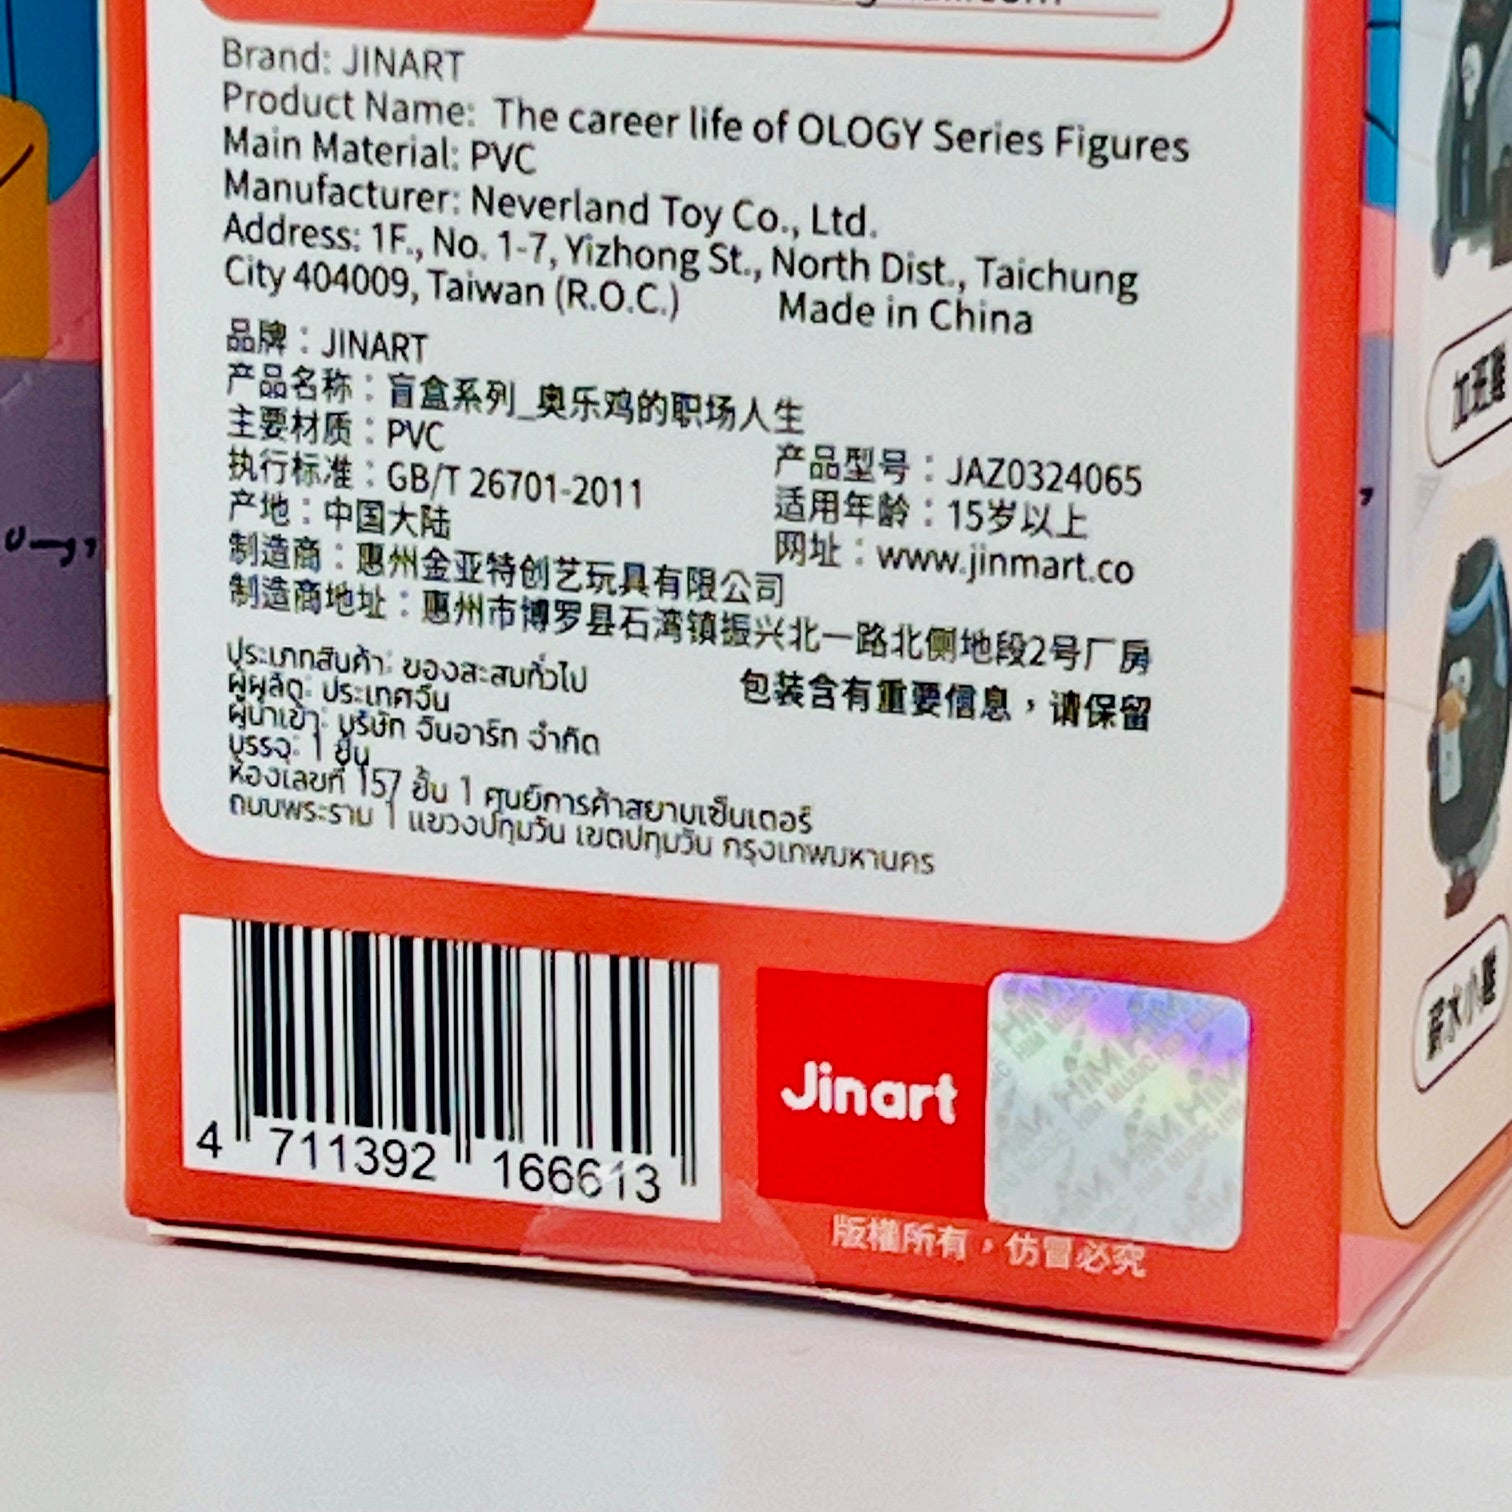 Brand: JINART
Product Name: The career life of OLOGY Series Figures
Main Material: PVC
Manufacturer: Neverland Toy Co., Ltd.
Address: 1F., No. 1-7, Yizhong St., North Dist., Taichung
City 404009, Taiwan (R.O.C.) Made in China
品牌：JINART
产品名称：盲盒系列_奥乐鸡的职场人生
主要材质：PVC 产品型号：JAZ0324065
执行标准：GB/T 26701-2011 适用年龄：15岁以上
产地：中国大陆 网址：www.jinmart.co
制造商：惠州金亚特创艺玩具有限公司
制造商地址：惠州市博罗县石湾镇振兴北一路北侧地段2号厂房
包装含有重要信息，请保留
ประเภทสินค้า: ของสะสมทั่วไป
ผู้ผลิต: ประเทศจีน
ผู้นำเข้า: บริษัท จินอาร์ท จำกัด
บรรจุ: 1 ชิ้น
ห้องเลขที่ 157 ชั้น 1 ศูนย์การค้าสยามเซ็นเตอร์
ถนนพระราม 1 แขวงปทุมวัน เขตปทุมวัน กรุงเทพมหานคร
4 711392 166613
Jinart
版權所有，仿冒必究
加班雞
薪水小雞